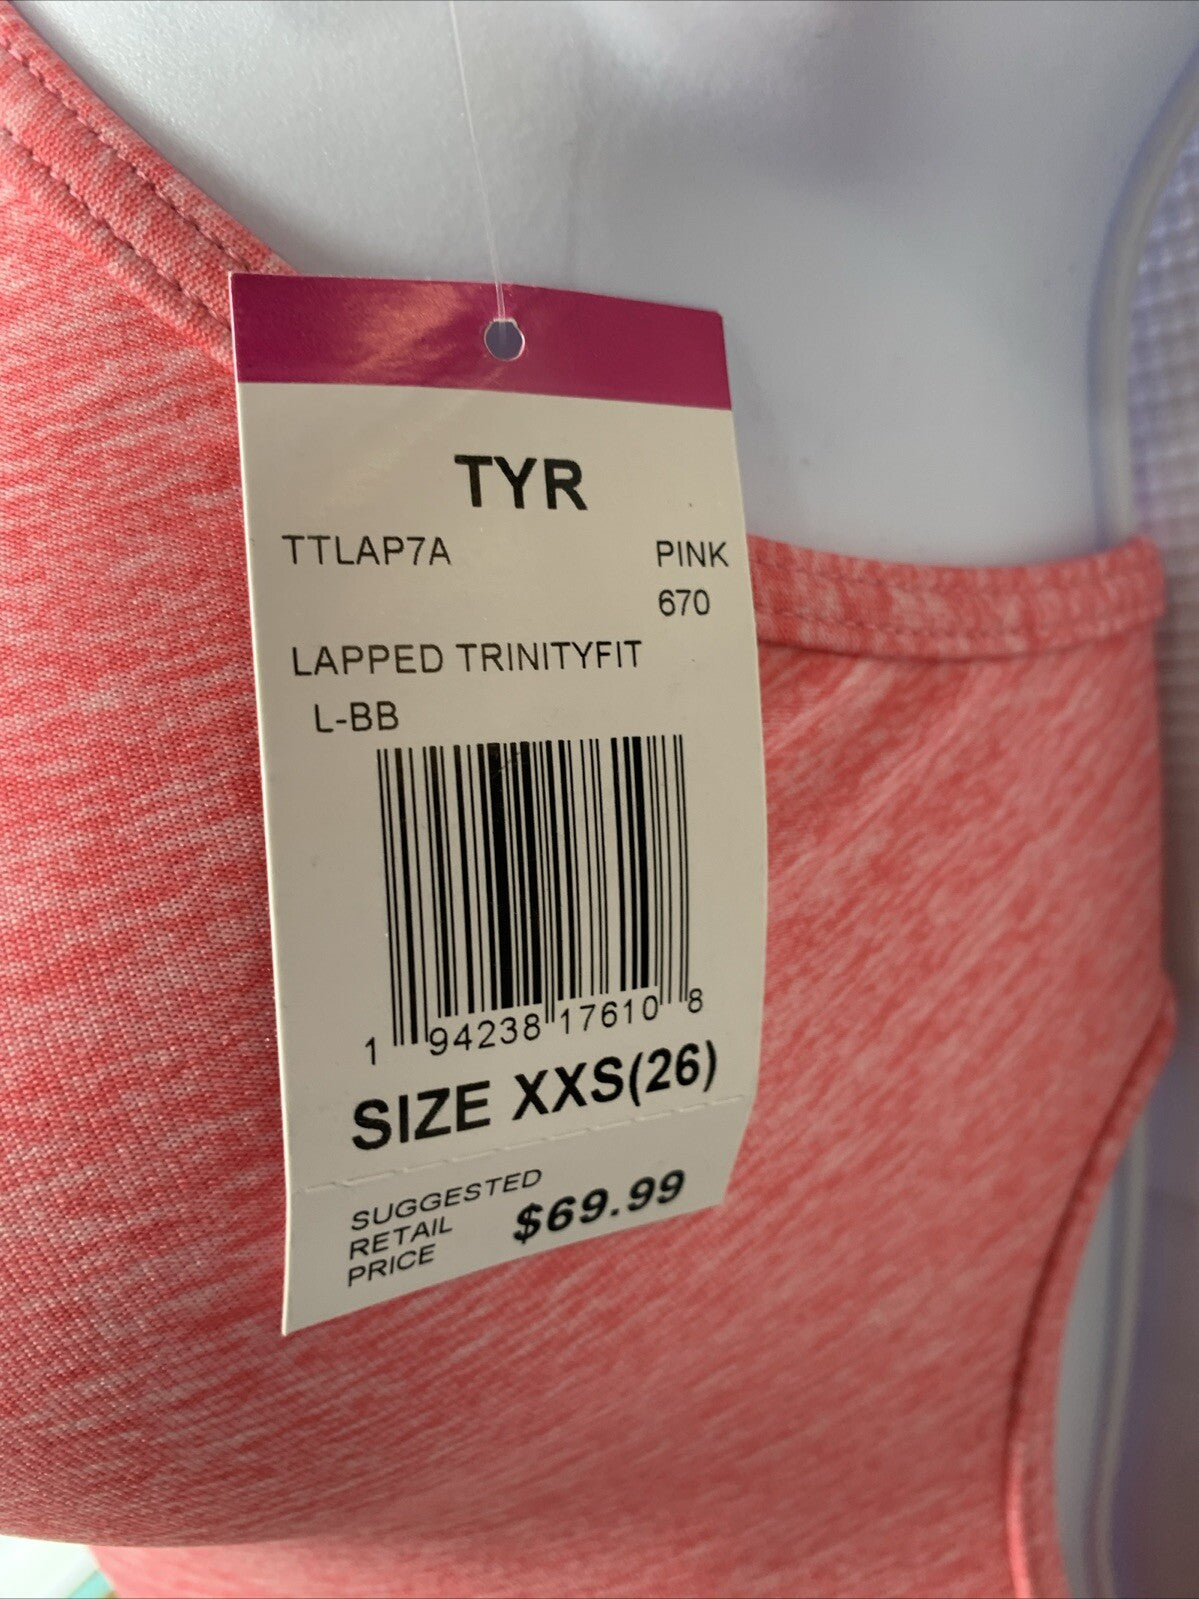 TYR
TTLAP7A PINK
670
LAPPED TRINITYFIT
L-BB
1 94238 17610 8
SIZE XXS(26)
SUGGESTED
RETAIL $69.99
PRICE